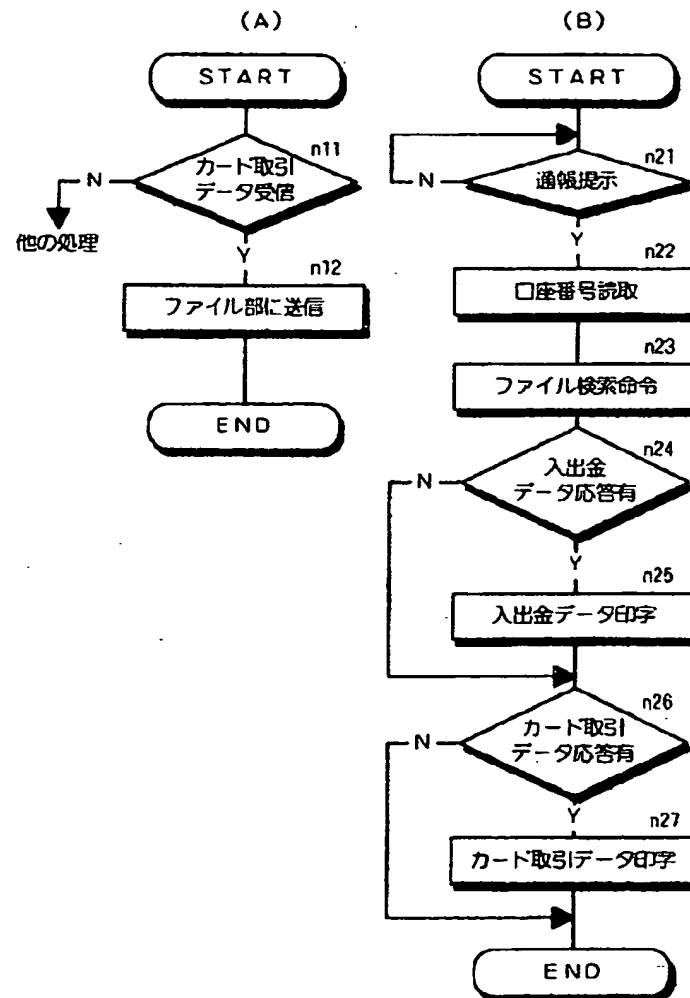 (A)
START
n11
カード取引
データ受信
N
他の処理
Y
n12
ファイル部に送信
END
(B)
START
n21
通帳提示
N
Y
n22
口座番号読取
n23
ファイル検索命令
n24
入出金
データ応答有
N
Y
n25
入出金データ印字
n26
カード取引
データ応答有
N
Y
n27
カード取引データ印字
END